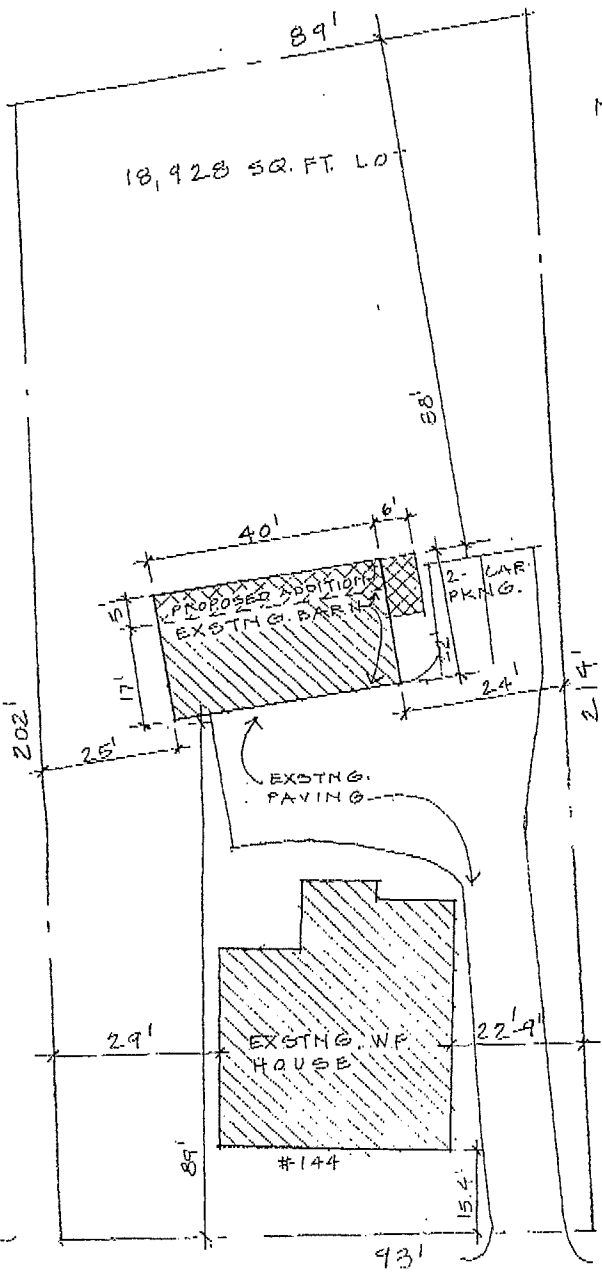 89'
18,928 SQ. FT. LOT
88'
40'
6'
5'
PROPOSED ADDITION
EXSTNG. BARN
2-CAR
PKNG.
22'
17'
24'
202'
214'
25'
EXSTNG.
PAVING
29'
EXSTNG. WF
HOUSE
22'-9"
89'
#144
15.4'
93'